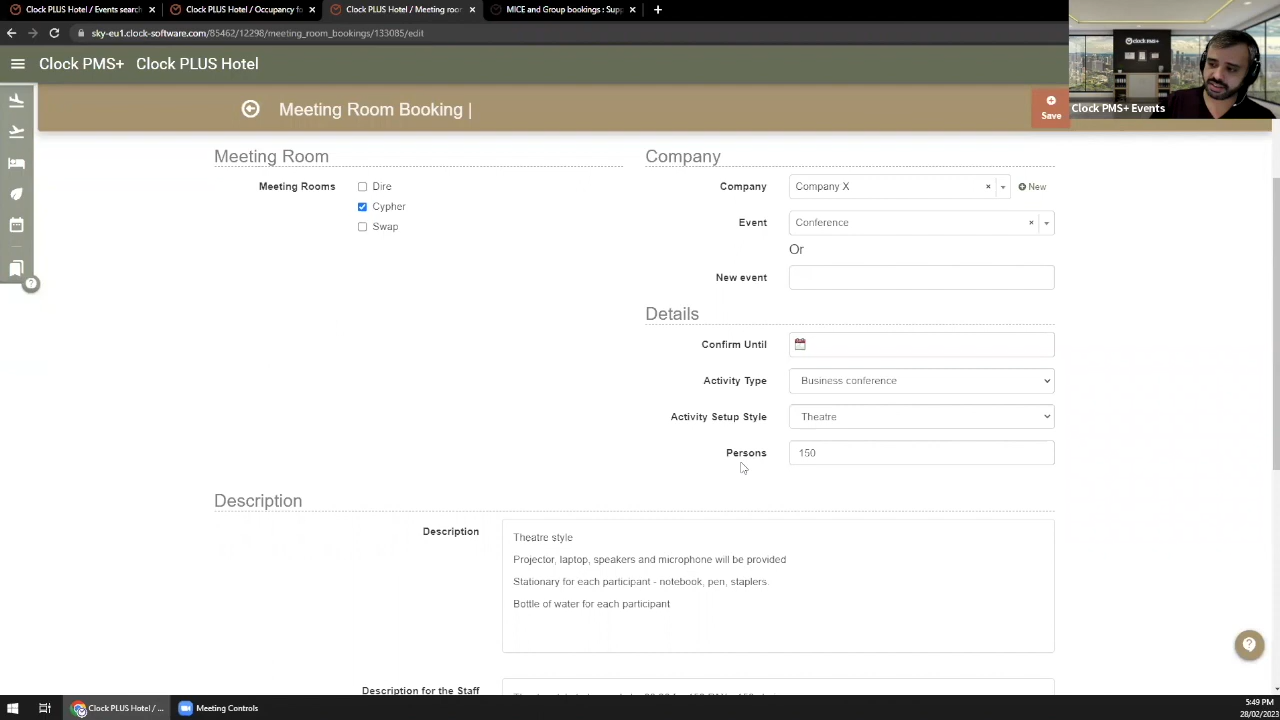 Clock PLUS Hotel / Events search
Clock PLUS Hotel / Occupancy fo
Clock PLUS Hotel / Meeting roo
MICE and Group bookings : Supp
sky-eu1.clock-software.com/85462/12298/meeting_room_bookings/133085/edit
clock pms+
Clock PMS+ Clock PLUS Hotel
Clock PMS+ Events
Meeting Room Booking |
Save
Meeting Room
Company
Meeting Rooms
Dire
Cypher
Swap
Company
Company X
New
Event
Conference
Or
New event
Details
Confirm Until
Activity Type
Business conference
Activity Setup Style
Theatre
Persons
150
Description
Description
Theatre style
Projector, laptop, speakers and microphone will be provided
Stationary for each participant - notebook, pen, staplers.
Bottle of water for each participant
Description for the Staff
Clock PLUS Hotel / ...
Meeting Controls
5:49 PM
28/02/2023